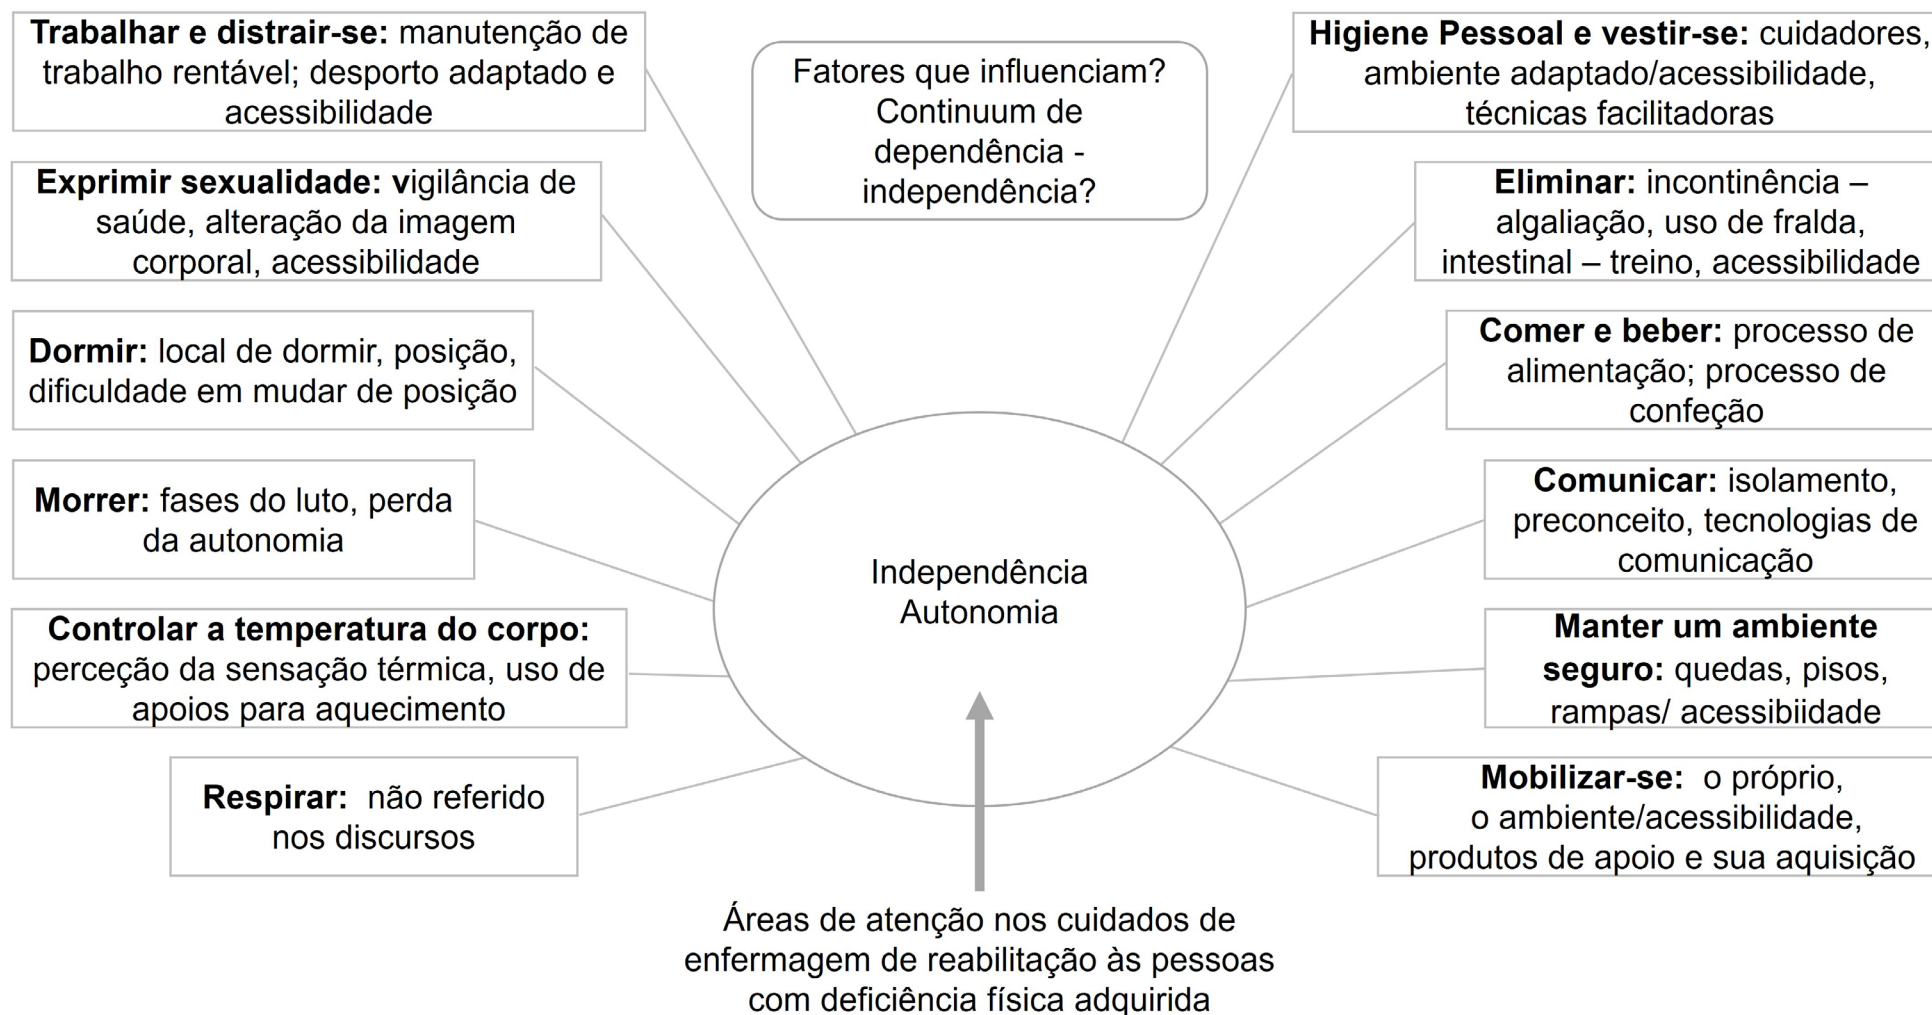 Trabalhar e distrair-se: manutenção de
trabalho rentável; desporto adaptado e
acessibilidade
Fatores que influenciam?
Continuum de
dependência -
independência?
Higiene Pessoal e vestir-se: cuidadores,
ambiente adaptado/acessibilidade,
técnicas facilitadoras
Exprimir sexualidade: vigilância de
saúde, alteração da imagem
corporal, acessibilidade
Eliminar: incontinência –
algaliação, uso de fralda,
intestinal – treino, acessibilidade
Dormir: local de dormir, posição,
dificuldade em mudar de posição
Comer e beber: processo de
alimentação; processo de
confeção
Morrer: fases do luto, perda
da autonomia
Comunicar: isolamento,
preconceito, tecnologias de
comunicação
Independência
Autonomia
Controlar a temperatura do corpo:
perceção da sensação térmica, uso de
apoios para aquecimento
Manter um ambiente
seguro: quedas, pisos,
rampas/ acessibiidade
Respirar: não referido
nos discursos
Mobilizar-se: o próprio,
o ambiente/acessibilidade,
produtos de apoio e sua aquisição
Áreas de atenção nos cuidados de
enfermagem de reabilitação às pessoas
com deficiência física adquirida